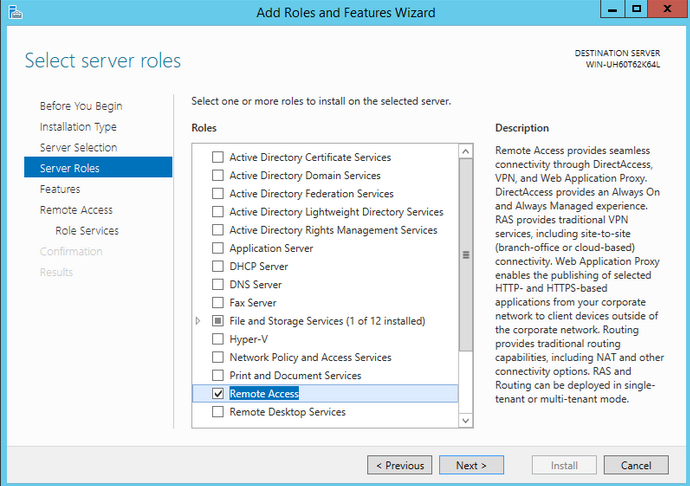 Add Roles and Features Wizard
Select server roles
DESTINATION SERVER
WIN-UH60T62K64L
Before You Begin
Installation Type
Server Selection
Server Roles
Features
Remote Access
Role Services
Confirmation
Results
Select one or more roles to install on the selected server.
Roles
Active Directory Certificate Services
Active Directory Domain Services
Active Directory Federation Services
Active Directory Lightweight Directory Services
Active Directory Rights Management Services
Application Server
DHCP Server
DNS Server
Fax Server
File and Storage Services (1 of 12 installed)
Hyper-V
Network Policy and Access Services
Print and Document Services
Remote Access
Remote Desktop Services
Description
Remote Access provides seamless
connectivity through DirectAccess,
VPN, and Web Application Proxy.
DirectAccess provides an Always On
and Always Managed experience.
RAS provides traditional VPN
services, including site-to-site
(branch-office or cloud-based)
connectivity. Web Application Proxy
enables the publishing of selected
HTTP- and HTTPS-based
applications from your corporate
network to client devices outside of
the corporate network. Routing
provides traditional routing
capabilities, including NAT and other
connectivity options. RAS and
Routing can be deployed in single-
tenant or multi-tenant mode.
< Previous
Next >
Install
Cancel